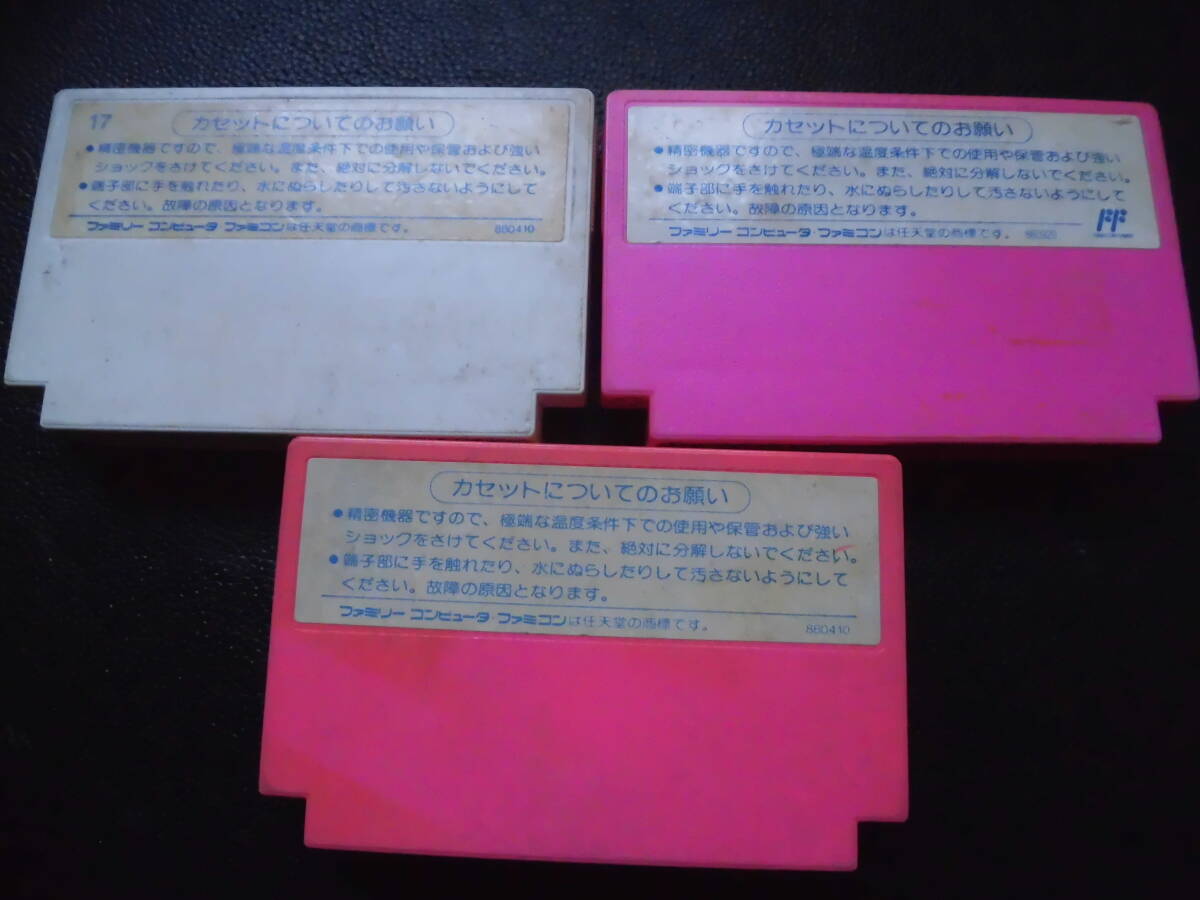 17
カセットについてのお願い
●精密機器ですので、極端な温度条件下での使用や保管および強い
ショックをさけてください。また、絶対に分解しないでください。
●端子部に手を触れたり、水にぬらしたりして汚さないようにして
ください。故障の原因となります。
ファミリー コンピュータ・ファミコンは任天堂の商標です。 860410
カセットについてのお願い
●精密機器ですので、極端な温度条件下での使用や保管および強い
ショックをさけてください。また、絶対に分解しないでください。
●端子部に手を触れたり、水にぬらしたりして汚さないようにして
ください。故障の原因となります。
ファミリー コンピュータ・ファミコンは任天堂の商標です。
FF
カセットについてのお願い
●精密機器ですので、極端な温度条件下での使用や保管および強い
ショックをさけてください。また、絶対に分解しないでください。
●端子部に手を触れたり、水にぬらしたりして汚さないようにして
ください。故障の原因となります。
ファミリー コンピュータ・ファミコンは任天堂の商標です。 860410